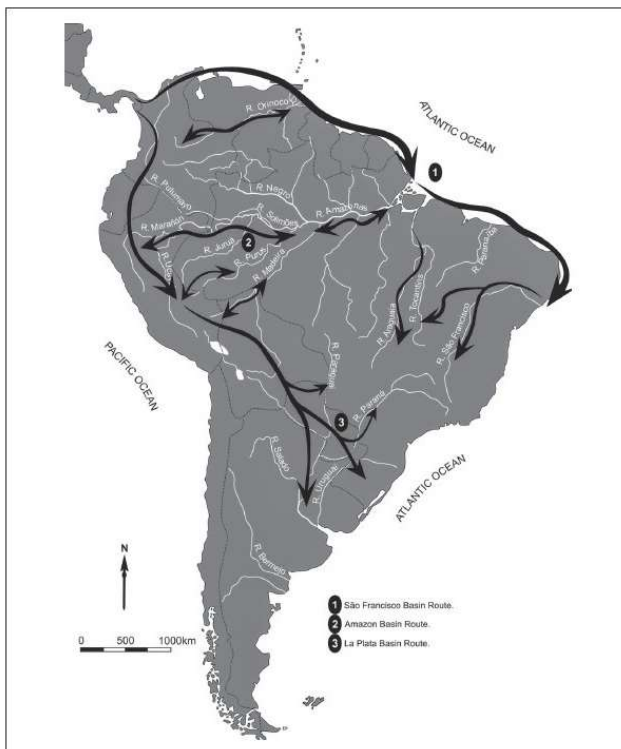 ATLANTIC OCEAN
1
R. Orinoco
R. Putumayo
R. Negro
R. Solimões
R. Amazonas
R. Marañón
2
R. Juruá
R. Purus
R. Madeira
R. Parnaíba
R. Tocantins
R. Araguaia
R. São Francisco
PACIFIC OCEAN
R. Paraguai
R. Paraná
3
R. Salado
R. Uruguai
ATLANTIC OCEAN
R. Bermejo
N
0 500 1000km
1 São Francisco Basin Route.
2 Amazon Basin Route.
3 La Plata Basin Route.